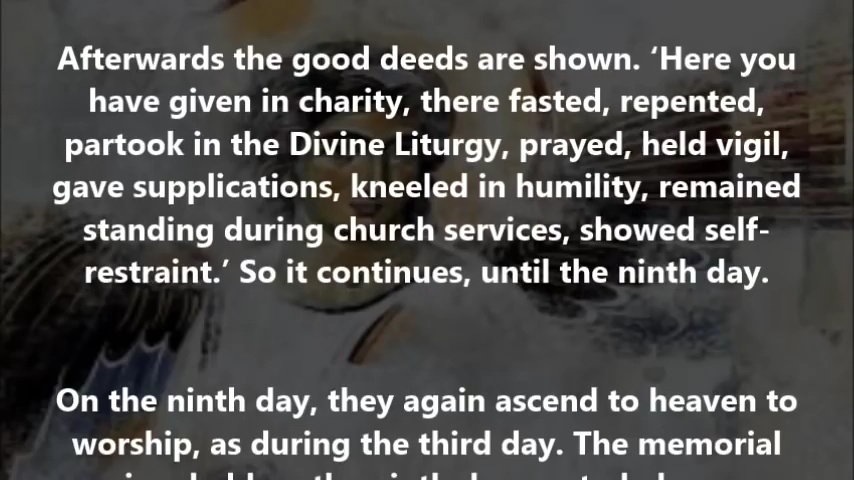 Afterwards the good deeds are shown. ‘Here you
have given in charity, there fasted, repented,
partook in the Divine Liturgy, prayed, held vigil,
gave supplications, kneeled in humility, remained
standing during church services, showed self-
restraint.’ So it continues, until the ninth day.
On the ninth day, they again ascend to heaven to
worship, as during the third day. The memorial